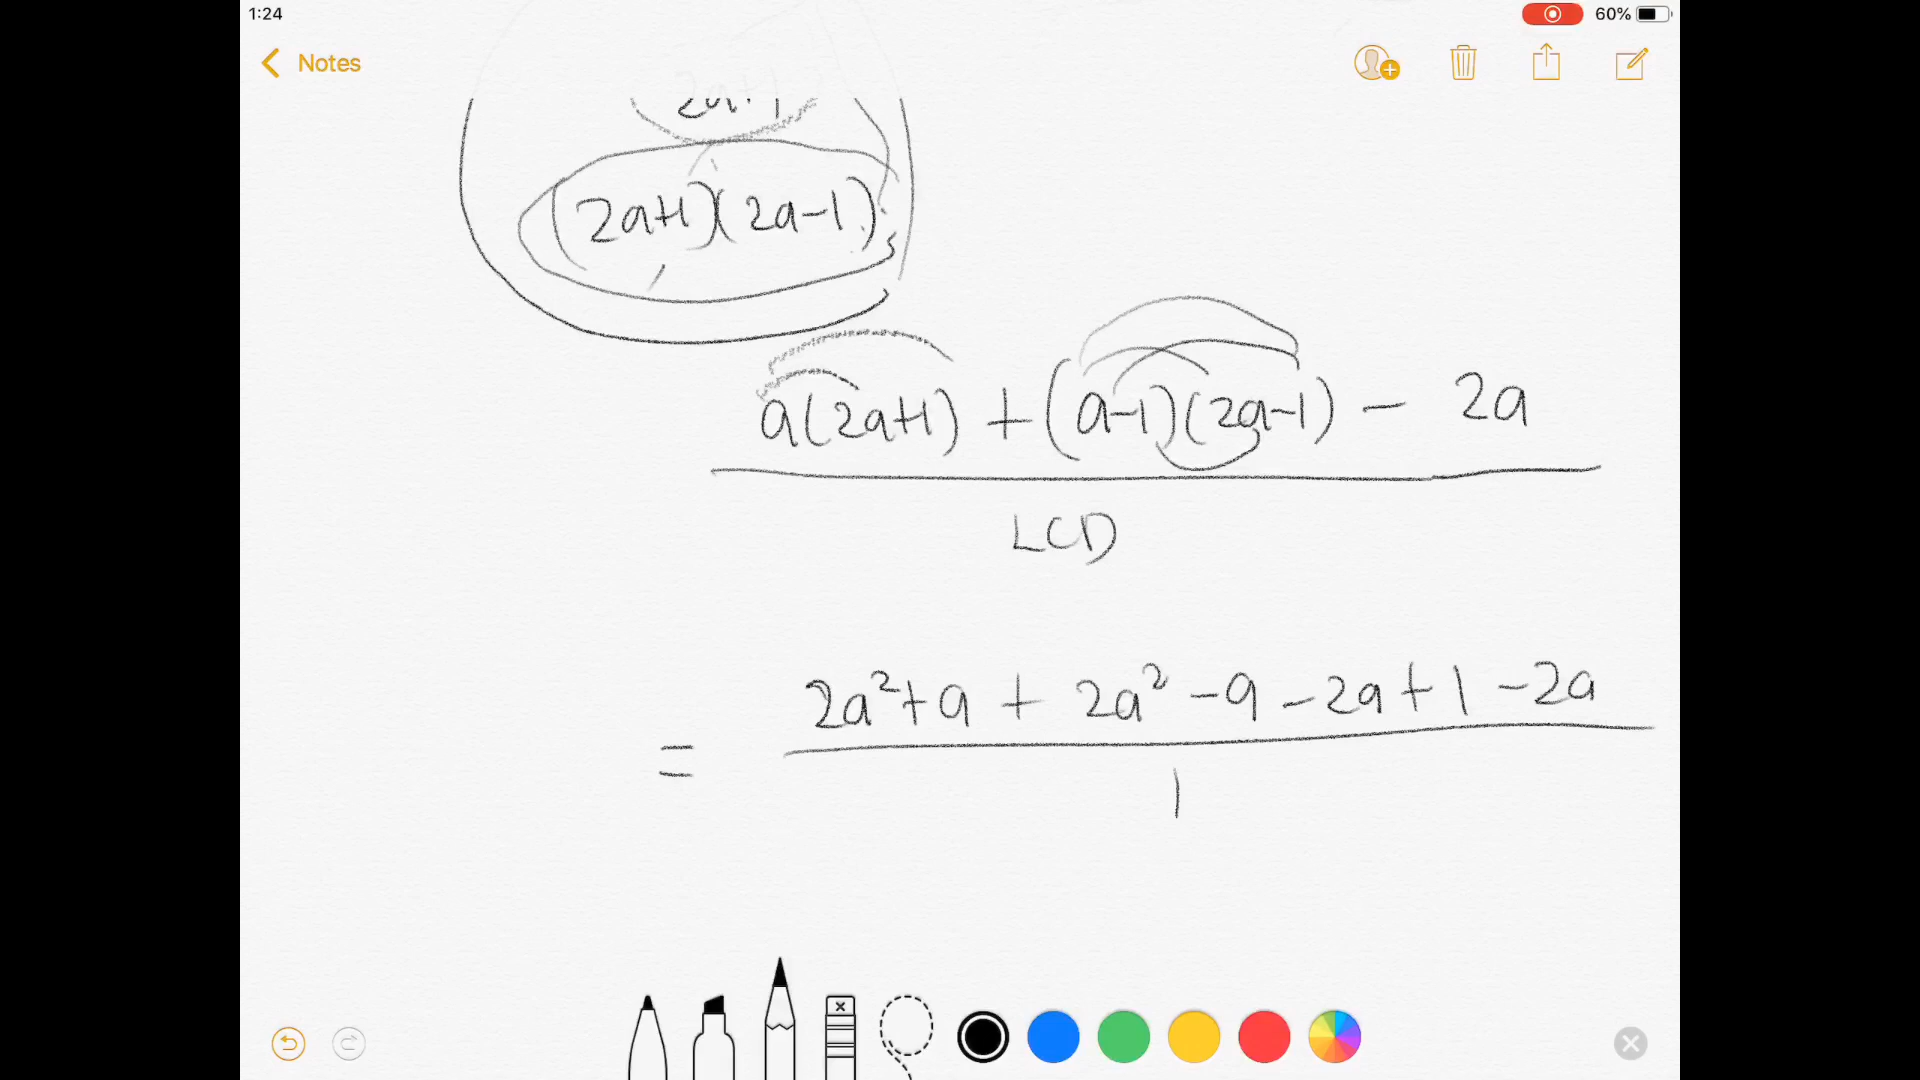 1:24
60%
Notes
2a+1
(2a+1)(2a-1)
a(2a+1) + (a-1)(2a-1) - 2a
LCD
= 2a²+a + 2a² -a -2a+1 -2a